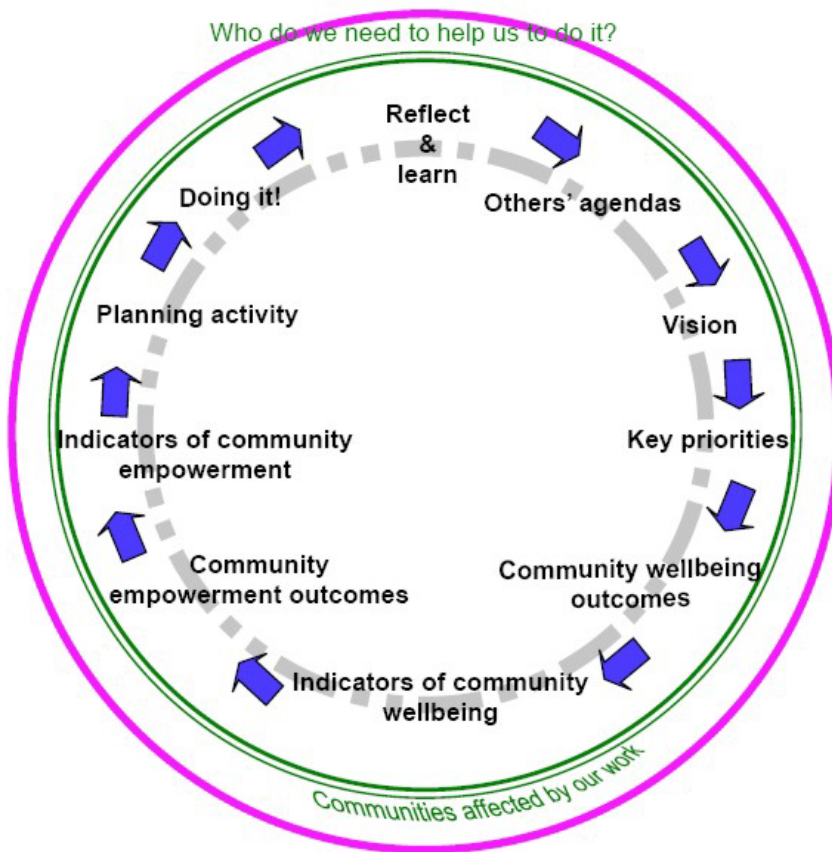 Who do we need to help us to do it?
Reflect
&
learn
Others' agendas
Vision
Key priorities
Community wellbeing
outcomes
Indicators of community
wellbeing
Community
empowerment outcomes
Indicators of community
empowerment
Planning activity
Doing it!
Communities affected by our work